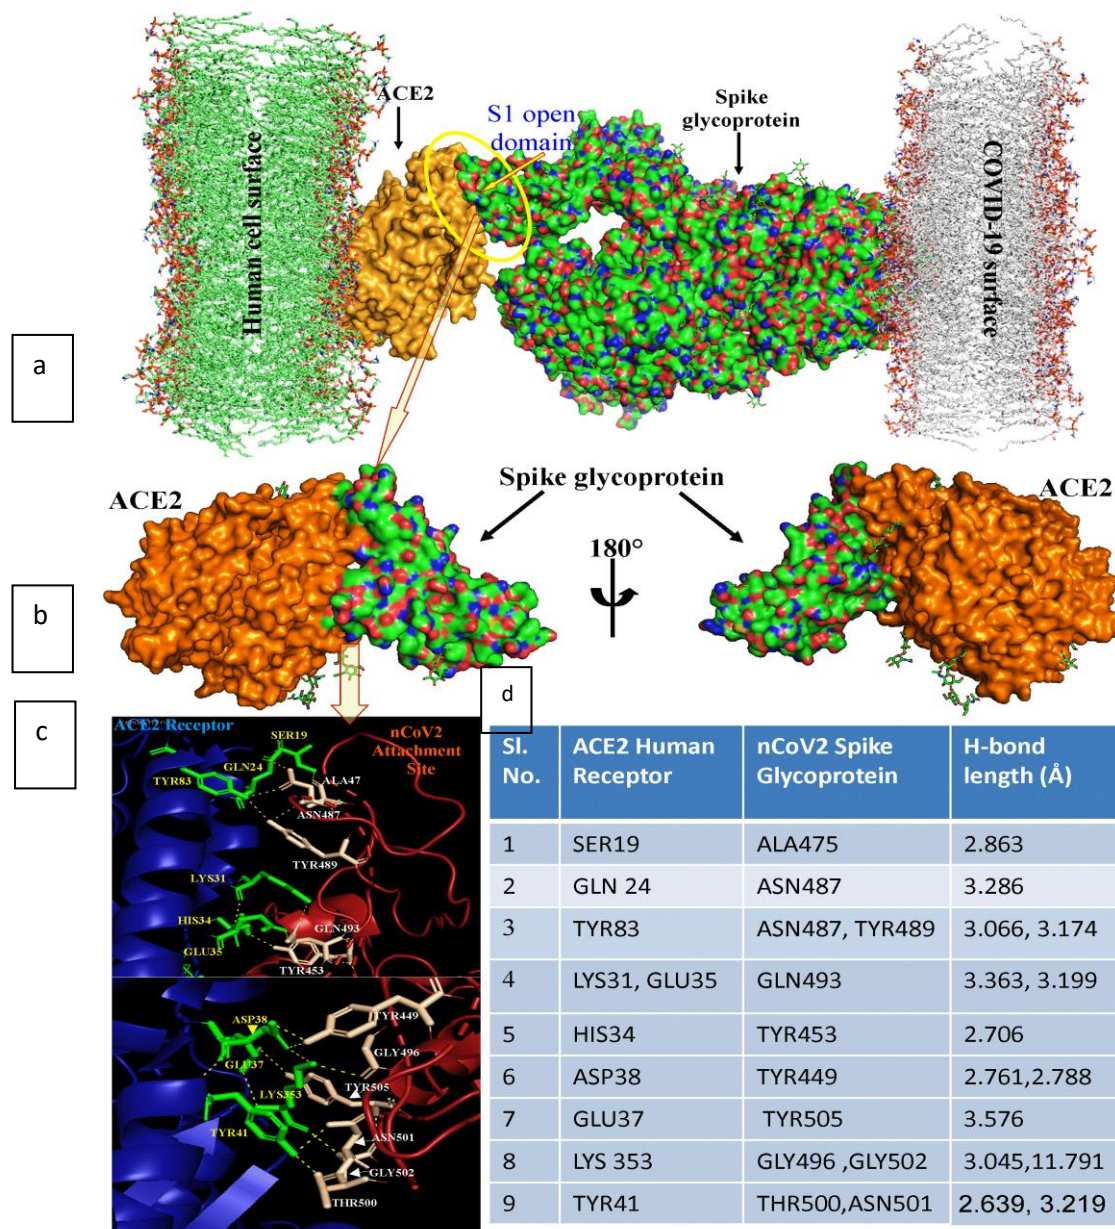 ACE2
S1 open
domain
Spike
glycoprotein
Human cell surface
COVID-19 surface
a
ACE2
Spike glycoprotein
ACE2
180°
b
c
d
ACE2 Receptor
nCoV2
Attachment
Site
SER19
GLN24
TYR83
ALA47
ASN487
TYR489
LYS31
HIS34
GLN493
GLU35
TYR453
TYR449
ASP38
GLY496
GLU37
TYR505
LYS353
TYR41
ASN501
GLY502
THR500
Sl. No. ACE2 Human Receptor nCoV2 Spike Glycoprotein H-bond length (Å)
1 SER19 ALA475 2.863
2 GLN 24 ASN487 3.286
3 TYR83 ASN487, TYR489 3.066, 3.174
4 LYS31, GLU35 GLN493 3.363, 3.199
5 HIS34 TYR453 2.706
6 ASP38 TYR449 2.761,2.788
7 GLU37 TYR505 3.576
8 LYS 353 GLY496 ,GLY502 3.045,11.791
9 TYR41 THR500,ASN501 2.639, 3.219